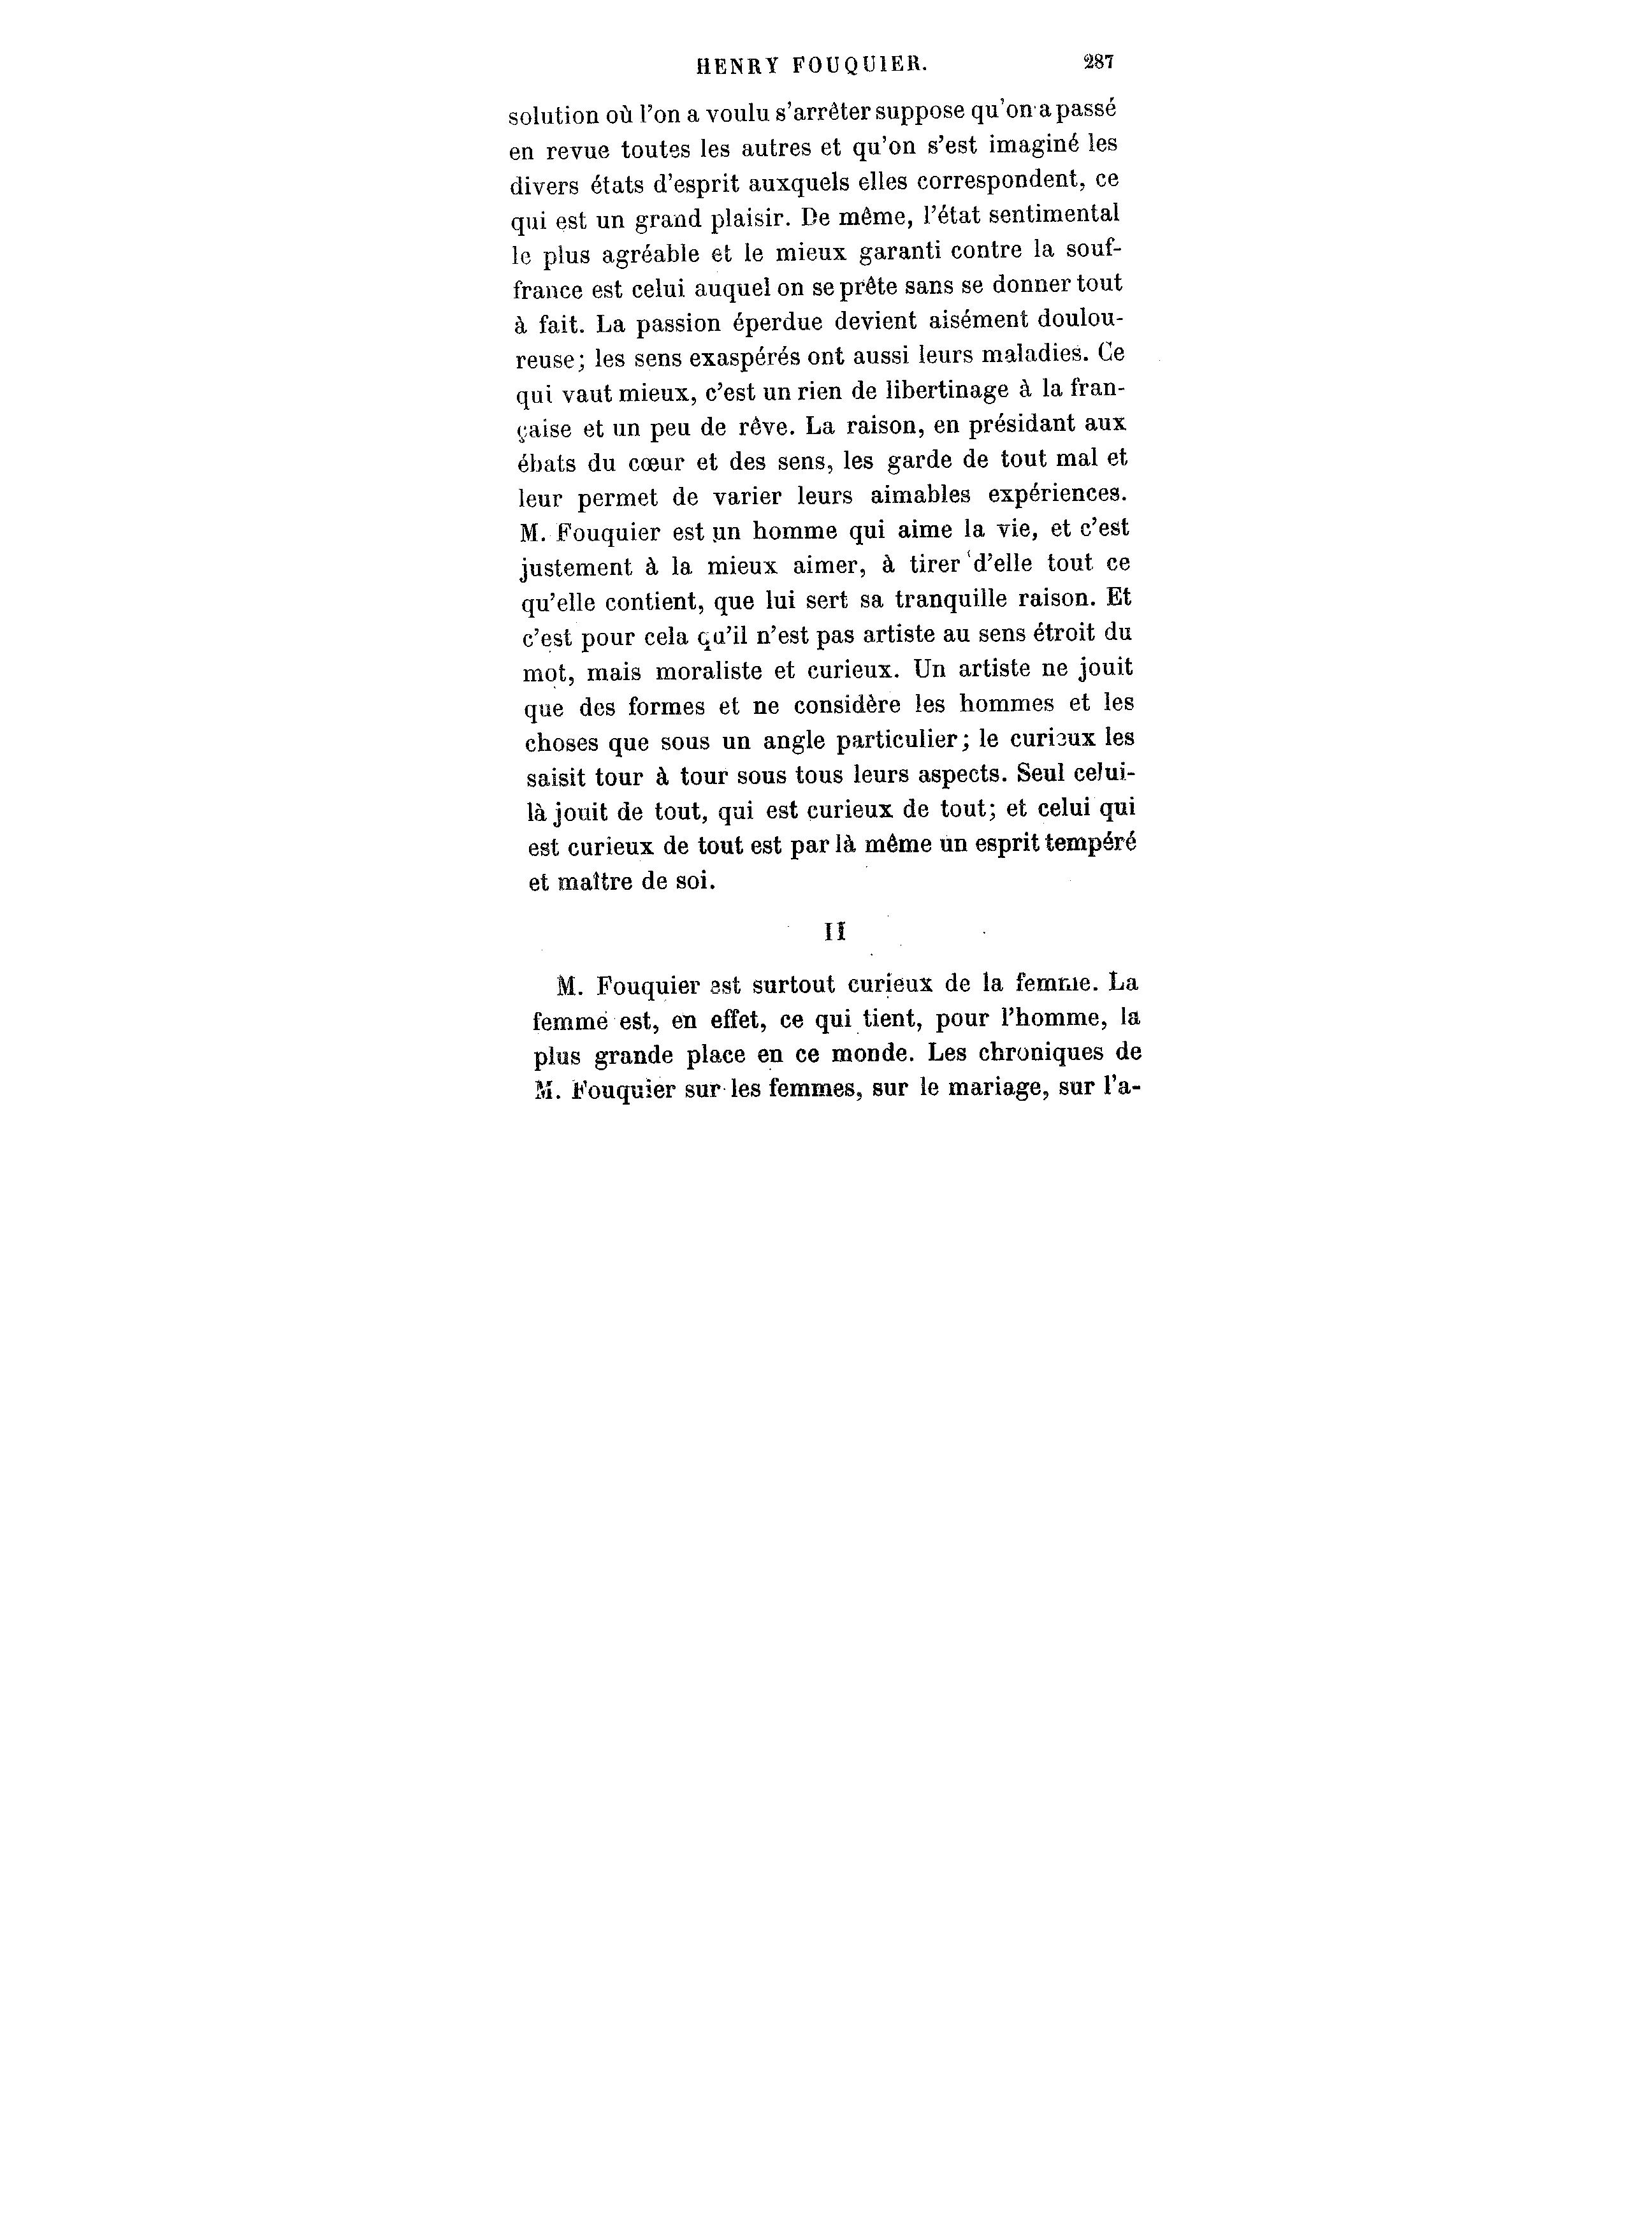 HENRY FOUQUIER. 287
solution où l'on a voulu s'arrêter suppose qu'on a passé
en revue toutes les autres et qu'on s'est imaginé les
divers états d'esprit auxquels elles correspondent, ce
qui est un grand plaisir. De même, l'état sentimental
le plus agréable et le mieux garanti contre la souf-
france est celui auquel on se prête sans se donner tout
à fait. La passion éperdue devient aisément doulou-
reuse; les sens exaspérés ont aussi leurs maladies. Ce
qui vaut mieux, c'est un rien de libertinage à la fran-
çaise et un peu de rêve. La raison, en présidant aux
ébats du cœur et des sens, les garde de tout mal et
leur permet de varier leurs aimables expériences.
M. Fouquier est un homme qui aime la vie, et c'est
justement à la mieux aimer, à tirer d'elle tout ce
qu'elle contient, que lui sert sa tranquille raison. Et
c'est pour cela qu'il n'est pas artiste au sens étroit du
mot, mais moraliste et curieux. Un artiste ne jouit
que des formes et ne considère les hommes et les
choses que sous un angle particulier; le curieux les
saisit tour à tour sous tous leurs aspects. Seul celui-
là jouit de tout, qui est curieux de tout; et celui qui
est curieux de tout est par là même un esprit tempéré
et maître de soi.
II
M. Fouquier est surtout curieux de la femme. La
femme est, en effet, ce qui tient, pour l'homme, la
plus grande place en ce monde. Les chroniques de
M. Fouquier sur les femmes, sur le mariage, sur l'a-